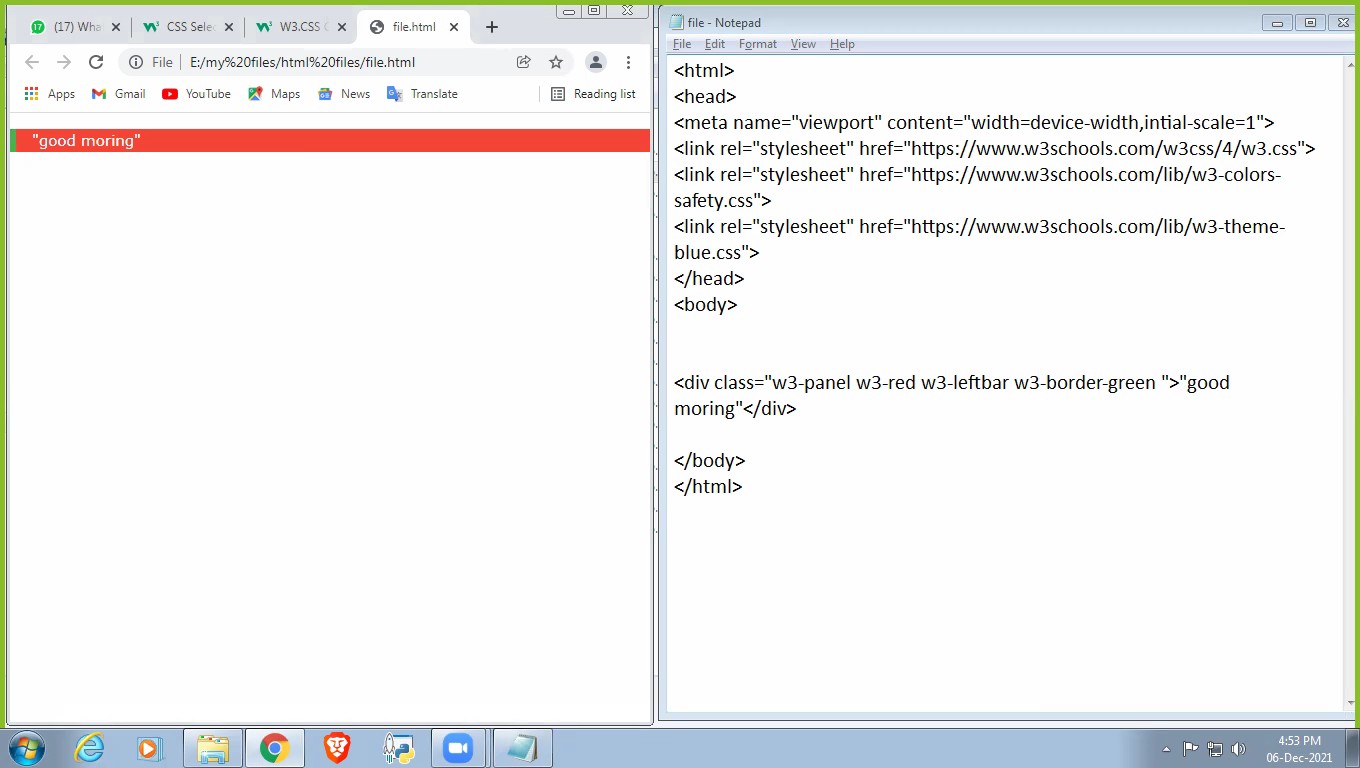 (17) Wha
CSS Selec
W3.CSS C
file.html
File
E:/my%20files/html%20files/file.html
Apps
Gmail
YouTube
Maps
News
Translate
Reading list
"good moring"
file - Notepad
File Edit Format View Help
<html>
<head>
<meta name="viewport" content="width=device-width,intial-scale=1">
<link rel="stylesheet" href="https://www.w3schools.com/w3css/4/w3.css">
<link rel="stylesheet" href="https://www.w3schools.com/lib/w3-colors-
safety.css">
<link rel="stylesheet" href="https://www.w3schools.com/lib/w3-theme-
blue.css">
</head>
<body>
<div class="w3-panel w3-red w3-leftbar w3-border-green ">"good
moring"</div>
</body>
</html>
4:53 PM
06-Dec-2021